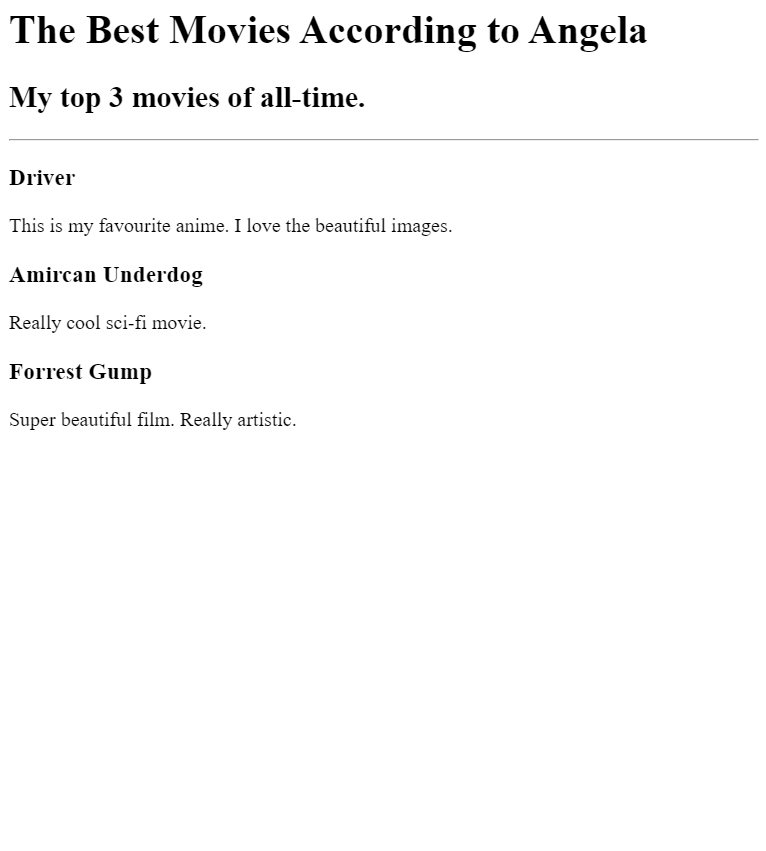 The Best Movies According to Angela
My top 3 movies of all-time.
Driver
This is my favourite anime. I love the beautiful images.
Amircan Underdog
Really cool sci-fi movie.
Forrest Gump
Super beautiful film. Really artistic.